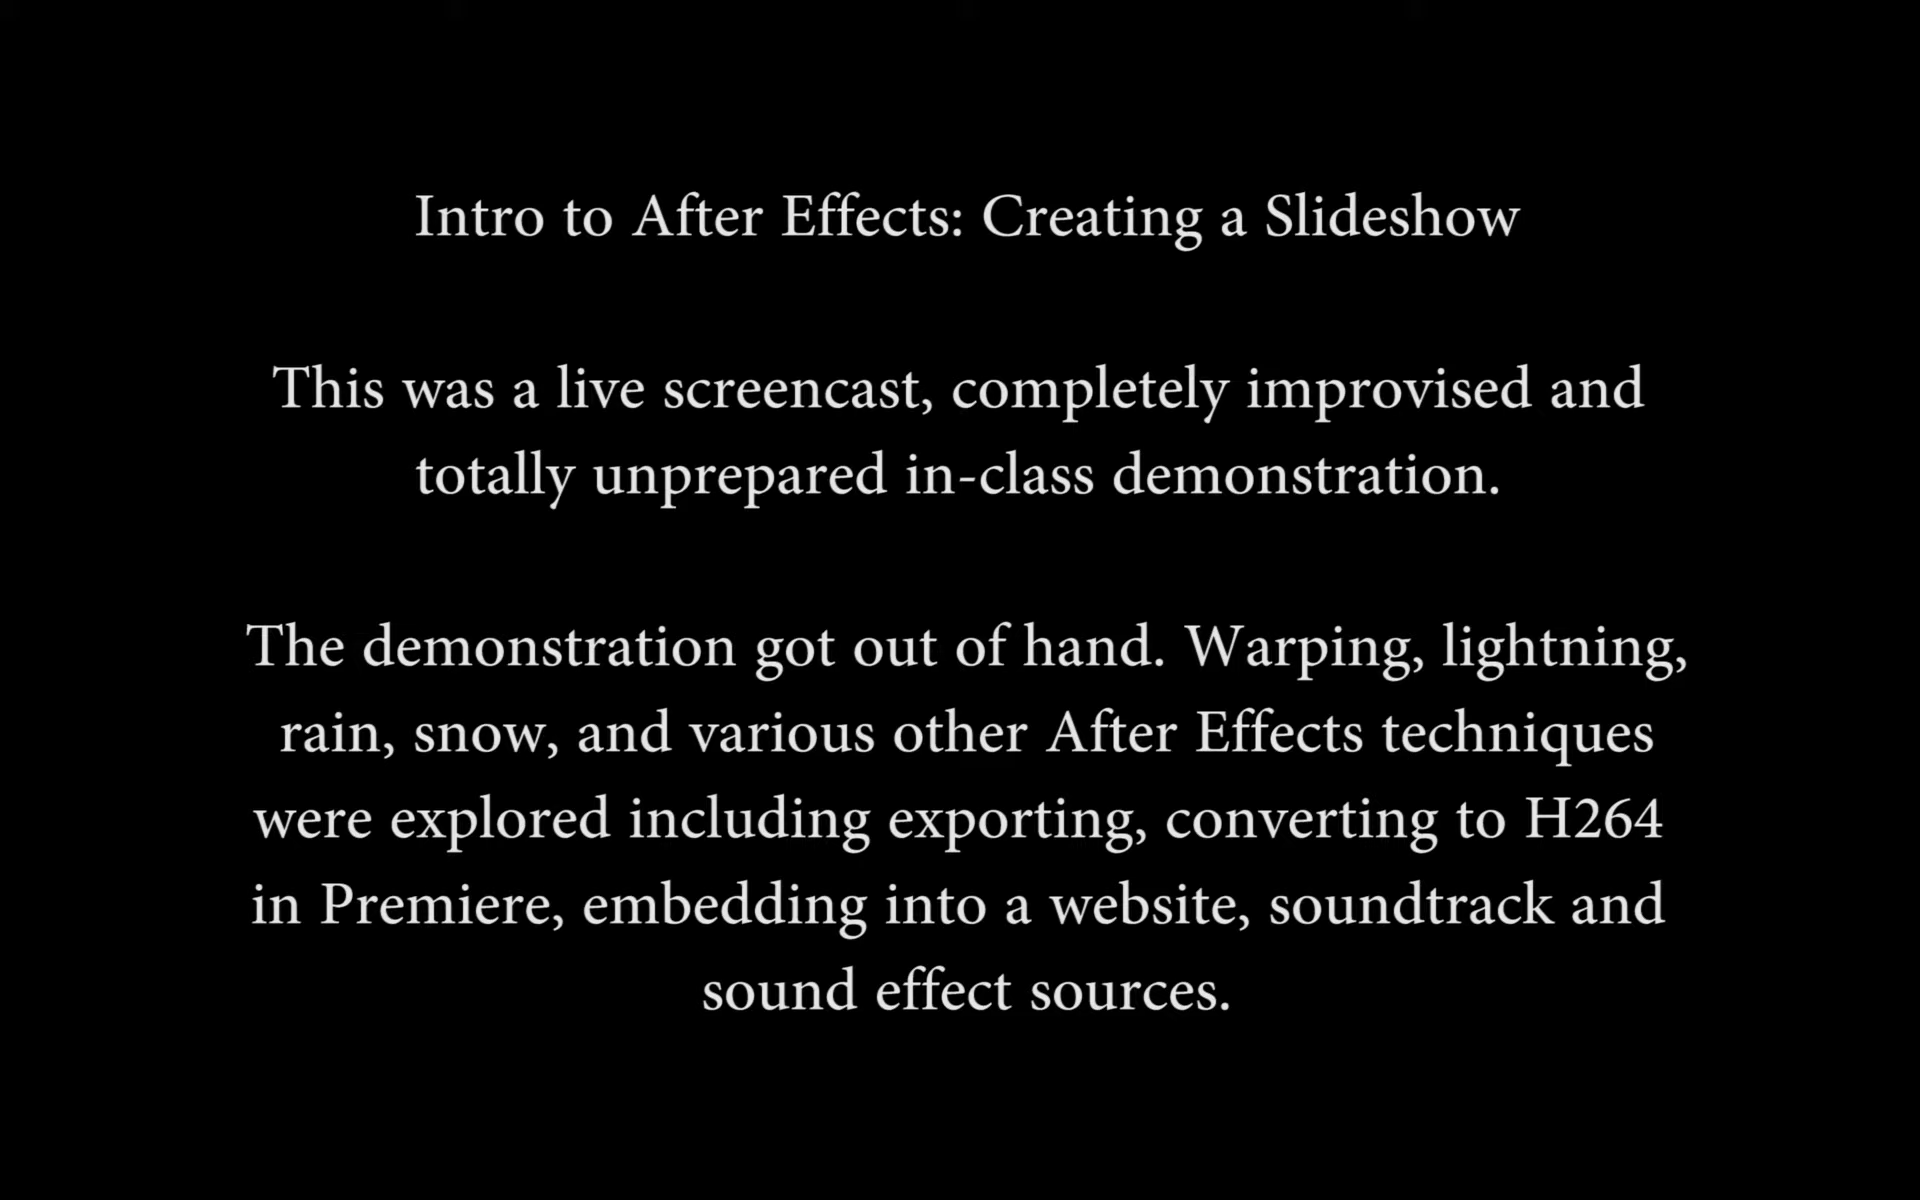 Intro to After Effects: Creating a Slideshow
This was a live screencast, completely improvised and
totally unprepared in-class demonstration.
The demonstration got out of hand. Warping, lightning,
rain, snow, and various other After Effects techniques
were explored including exporting, converting to H264
in Premiere, embedding into a website, soundtrack and
sound effect sources.